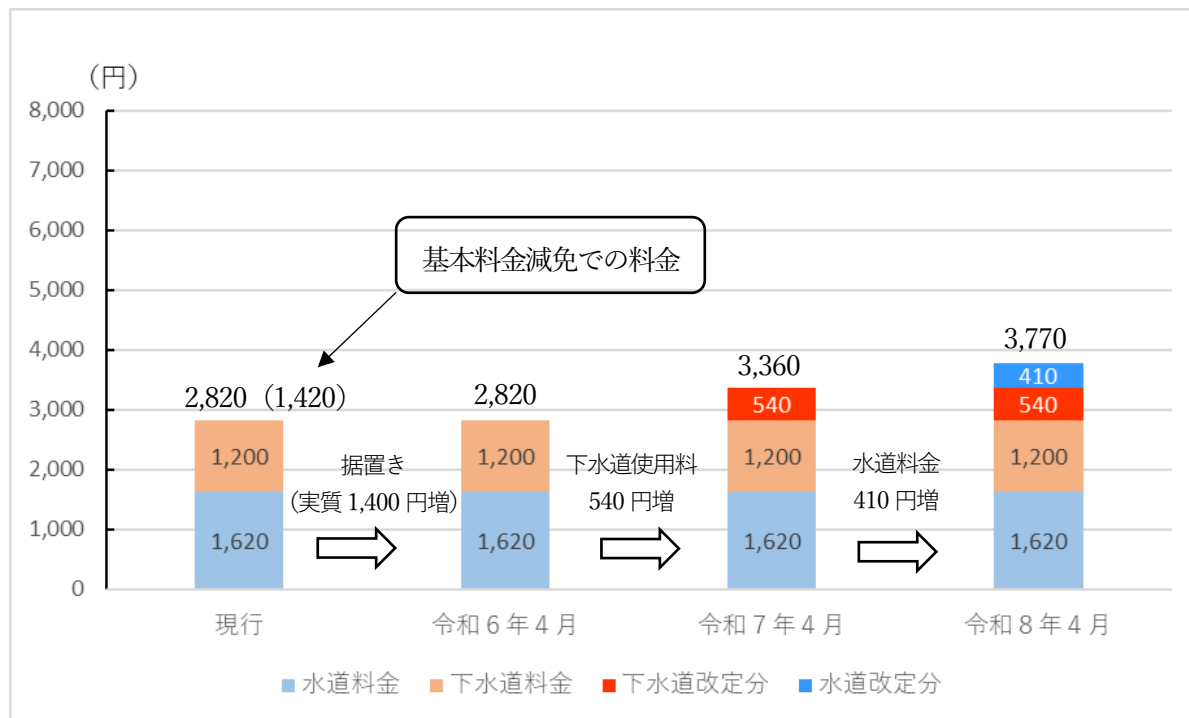 （円）
8,000
7,000
6,000
5,000
4,000
3,000
2,000
1,000
0
基本料金減免での料金
2,820（1,420）
1,200
1,620
据置き
（実質 1,400 円増）
2,820
1,200
1,620
下水道使用料
540 円増
3,360
540
1,200
1,620
水道料金
410 円増
3,770
410
540
1,200
1,620
現行
令和６年４月
令和７年４月
令和８年４月
水道料金
下水道料金
下水道改定分
水道改定分